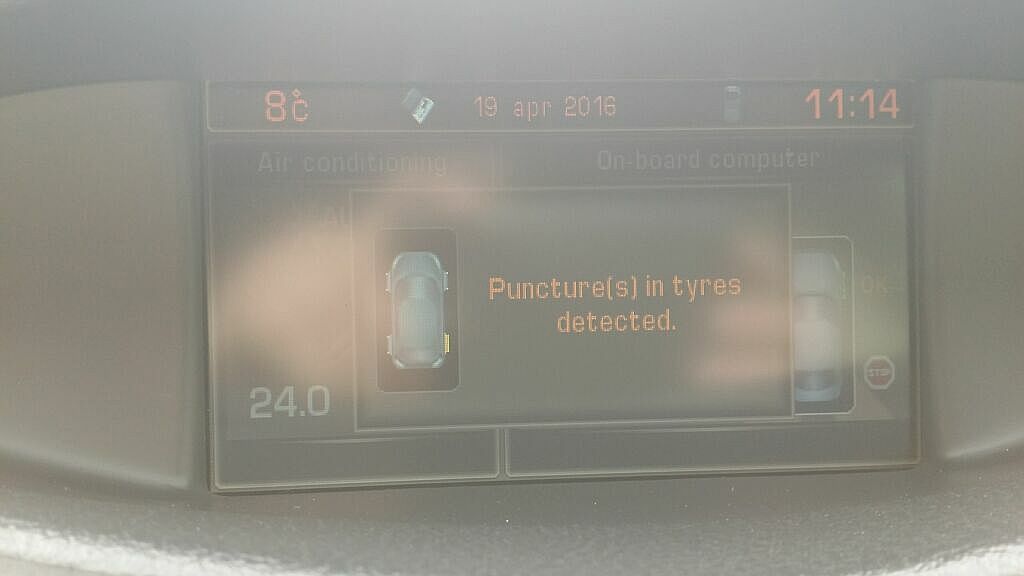 8°C 19 apr 2016 11:14
Air conditioning On-board computer
Puncture(s) in tyres
detected.
OK
STOP
24.0